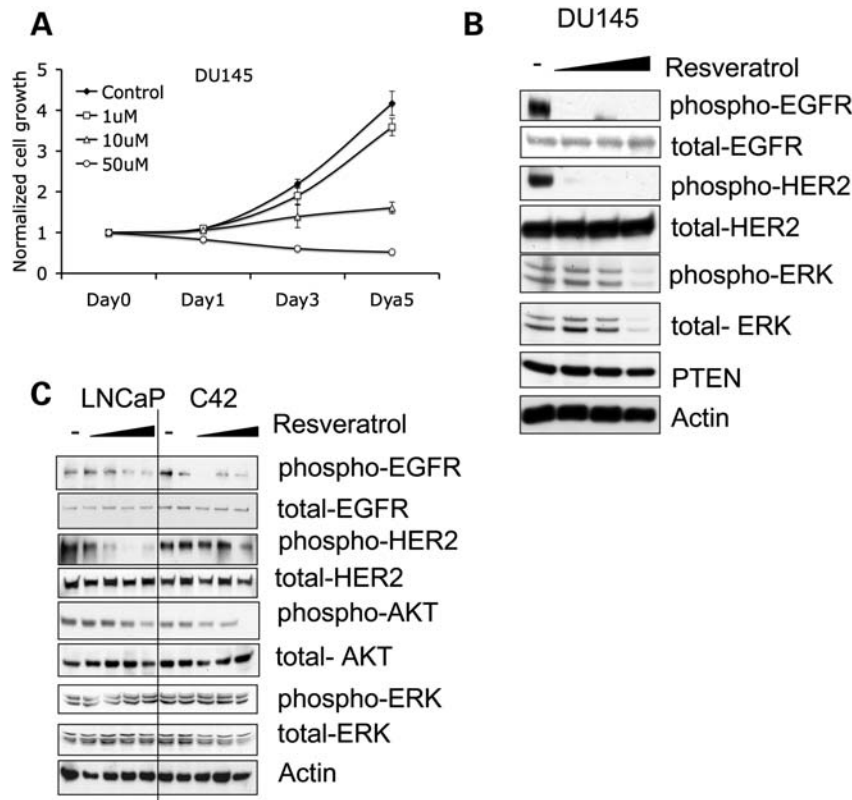 A
DU145
Normalized cell growth
5
4
3
2
1
0
Control
1uM
10uM
50uM
Day0 Day1 Day3 Dya5
B
DU145
- Resveratrol
phospho-EGFR
total-EGFR
phospho-HER2
total-HER2
phospho-ERK
total- ERK
PTEN
Actin
C
LNCaP C42
- - Resveratrol
phospho-EGFR
total-EGFR
phospho-HER2
total-HER2
phospho-AKT
total- AKT
phospho-ERK
total-ERK
Actin